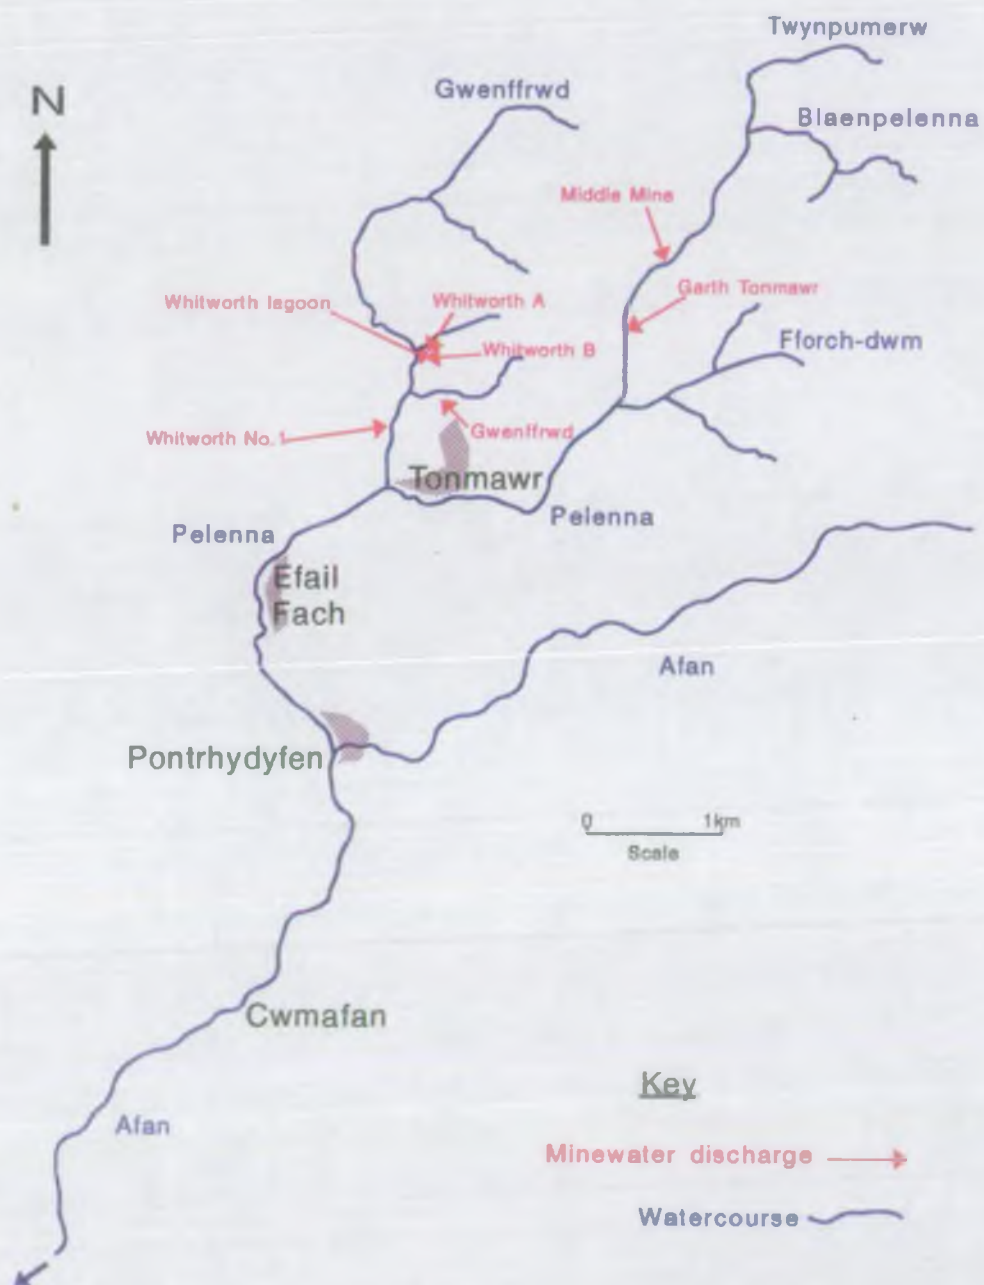 Twynpumerw
N
Gwenffrwd
Blaenpelenna
Middle Mine
Garth Tonmawr
Whitworth lagoon
Whitworth A
Fforch-dwm
Whitworth B
Whitworth No.1
Gwenffrwd
Tonmawr
Pelenna
Pelenna
Efail
Fach
Afan
Pontrhydyfen
0 1km
Scale
Cwmafan
Key
Afan
Minewater discharge
Watercourse